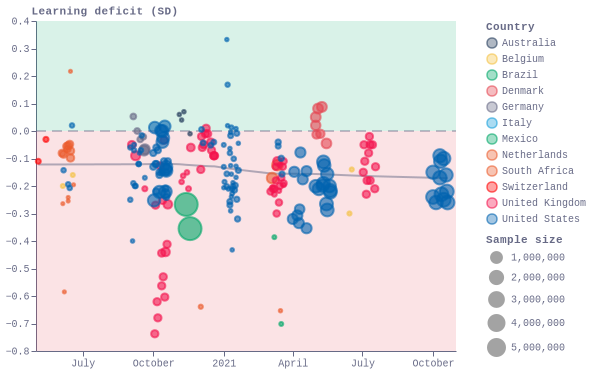 Learning deficit (SD)
0.4
0.3
0.2
0.1
0.0
−0.1
−0.2
−0.3
−0.4
−0.5
−0.6
−0.7
−0.8
July
October
2021
April
July
October
Country
Australia
Belgium
Brazil
Denmark
Germany
Italy
Mexico
Netherlands
South Africa
Switzerland
United Kingdom
United States
Sample size
1,000,000
2,000,000
3,000,000
4,000,000
5,000,000